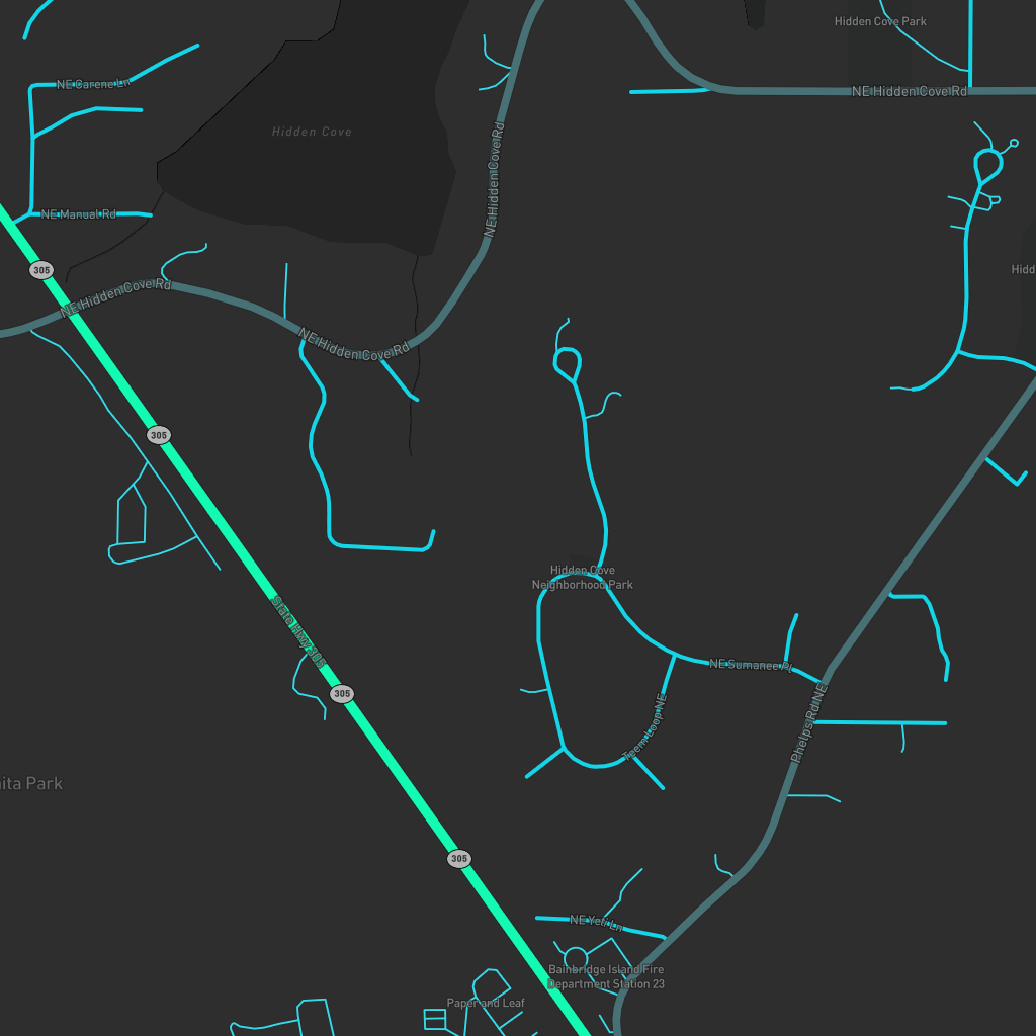 Hidden Cove Park
NE Carene Ln
NE Hidden Cove Rd
Hidden Cove
NE Hidden Cove Rd
NE Manual Rd
305
Hidd
NE Hidden Cove Rd
NE Hidden Cove Rd
305
Hidden Cove
Neighborhood Park
State Hwy 305
NE Sumanee Pl
305
Teem Loop NE
Phelps Rd NE
nita Park
305
NE Yeti Ln
Bainbridge Island Fire
Department Station 23
Paper and Leaf